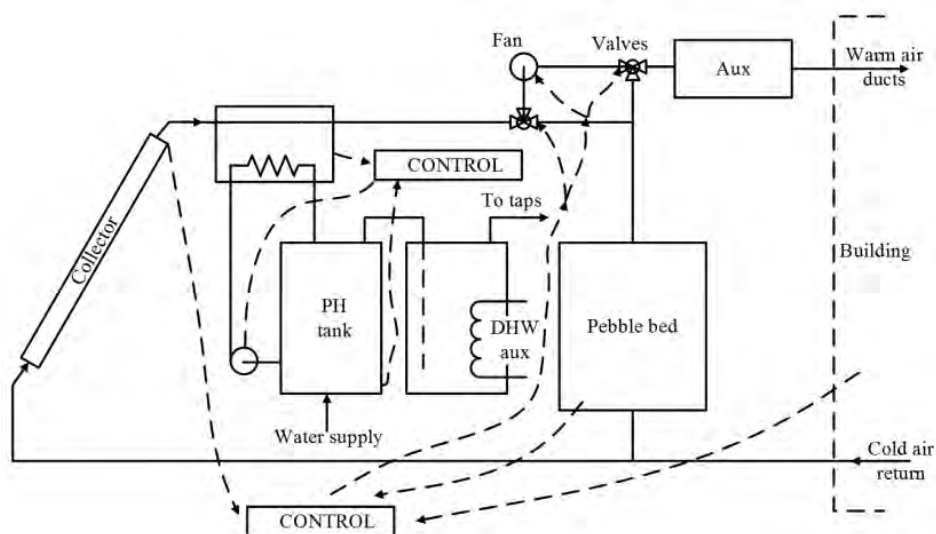 Fan
Valves
Aux
Warm air
ducts
CONTROL
To taps
Collector
Building
PH
tank
DHW
aux
Pebble bed
Water supply
Cold air
return
CONTROL